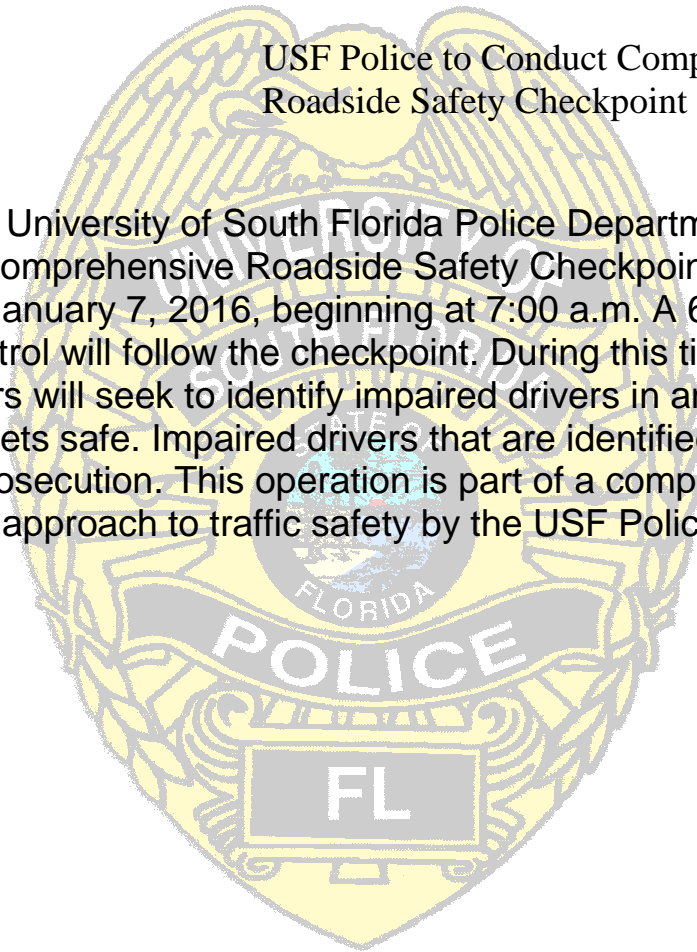 USF Police to Conduct Comp
Roadside Safety Checkpoint
University of South Florida Police Departm
omprehensive Roadside Safety Checkpoin
anuary 7, 2016, beginning at 7:00 a.m. A 6
trol will follow the checkpoint. During this ti
rs will seek to identify impaired drivers in an
ets safe. Impaired drivers that are identified
osecution. This operation is part of a comp
approach to traffic safety by the USF Polic
UNIVERSITY OF
SOUTH FLORIDA
STATE OF
FLORIDA
POLICE
FL